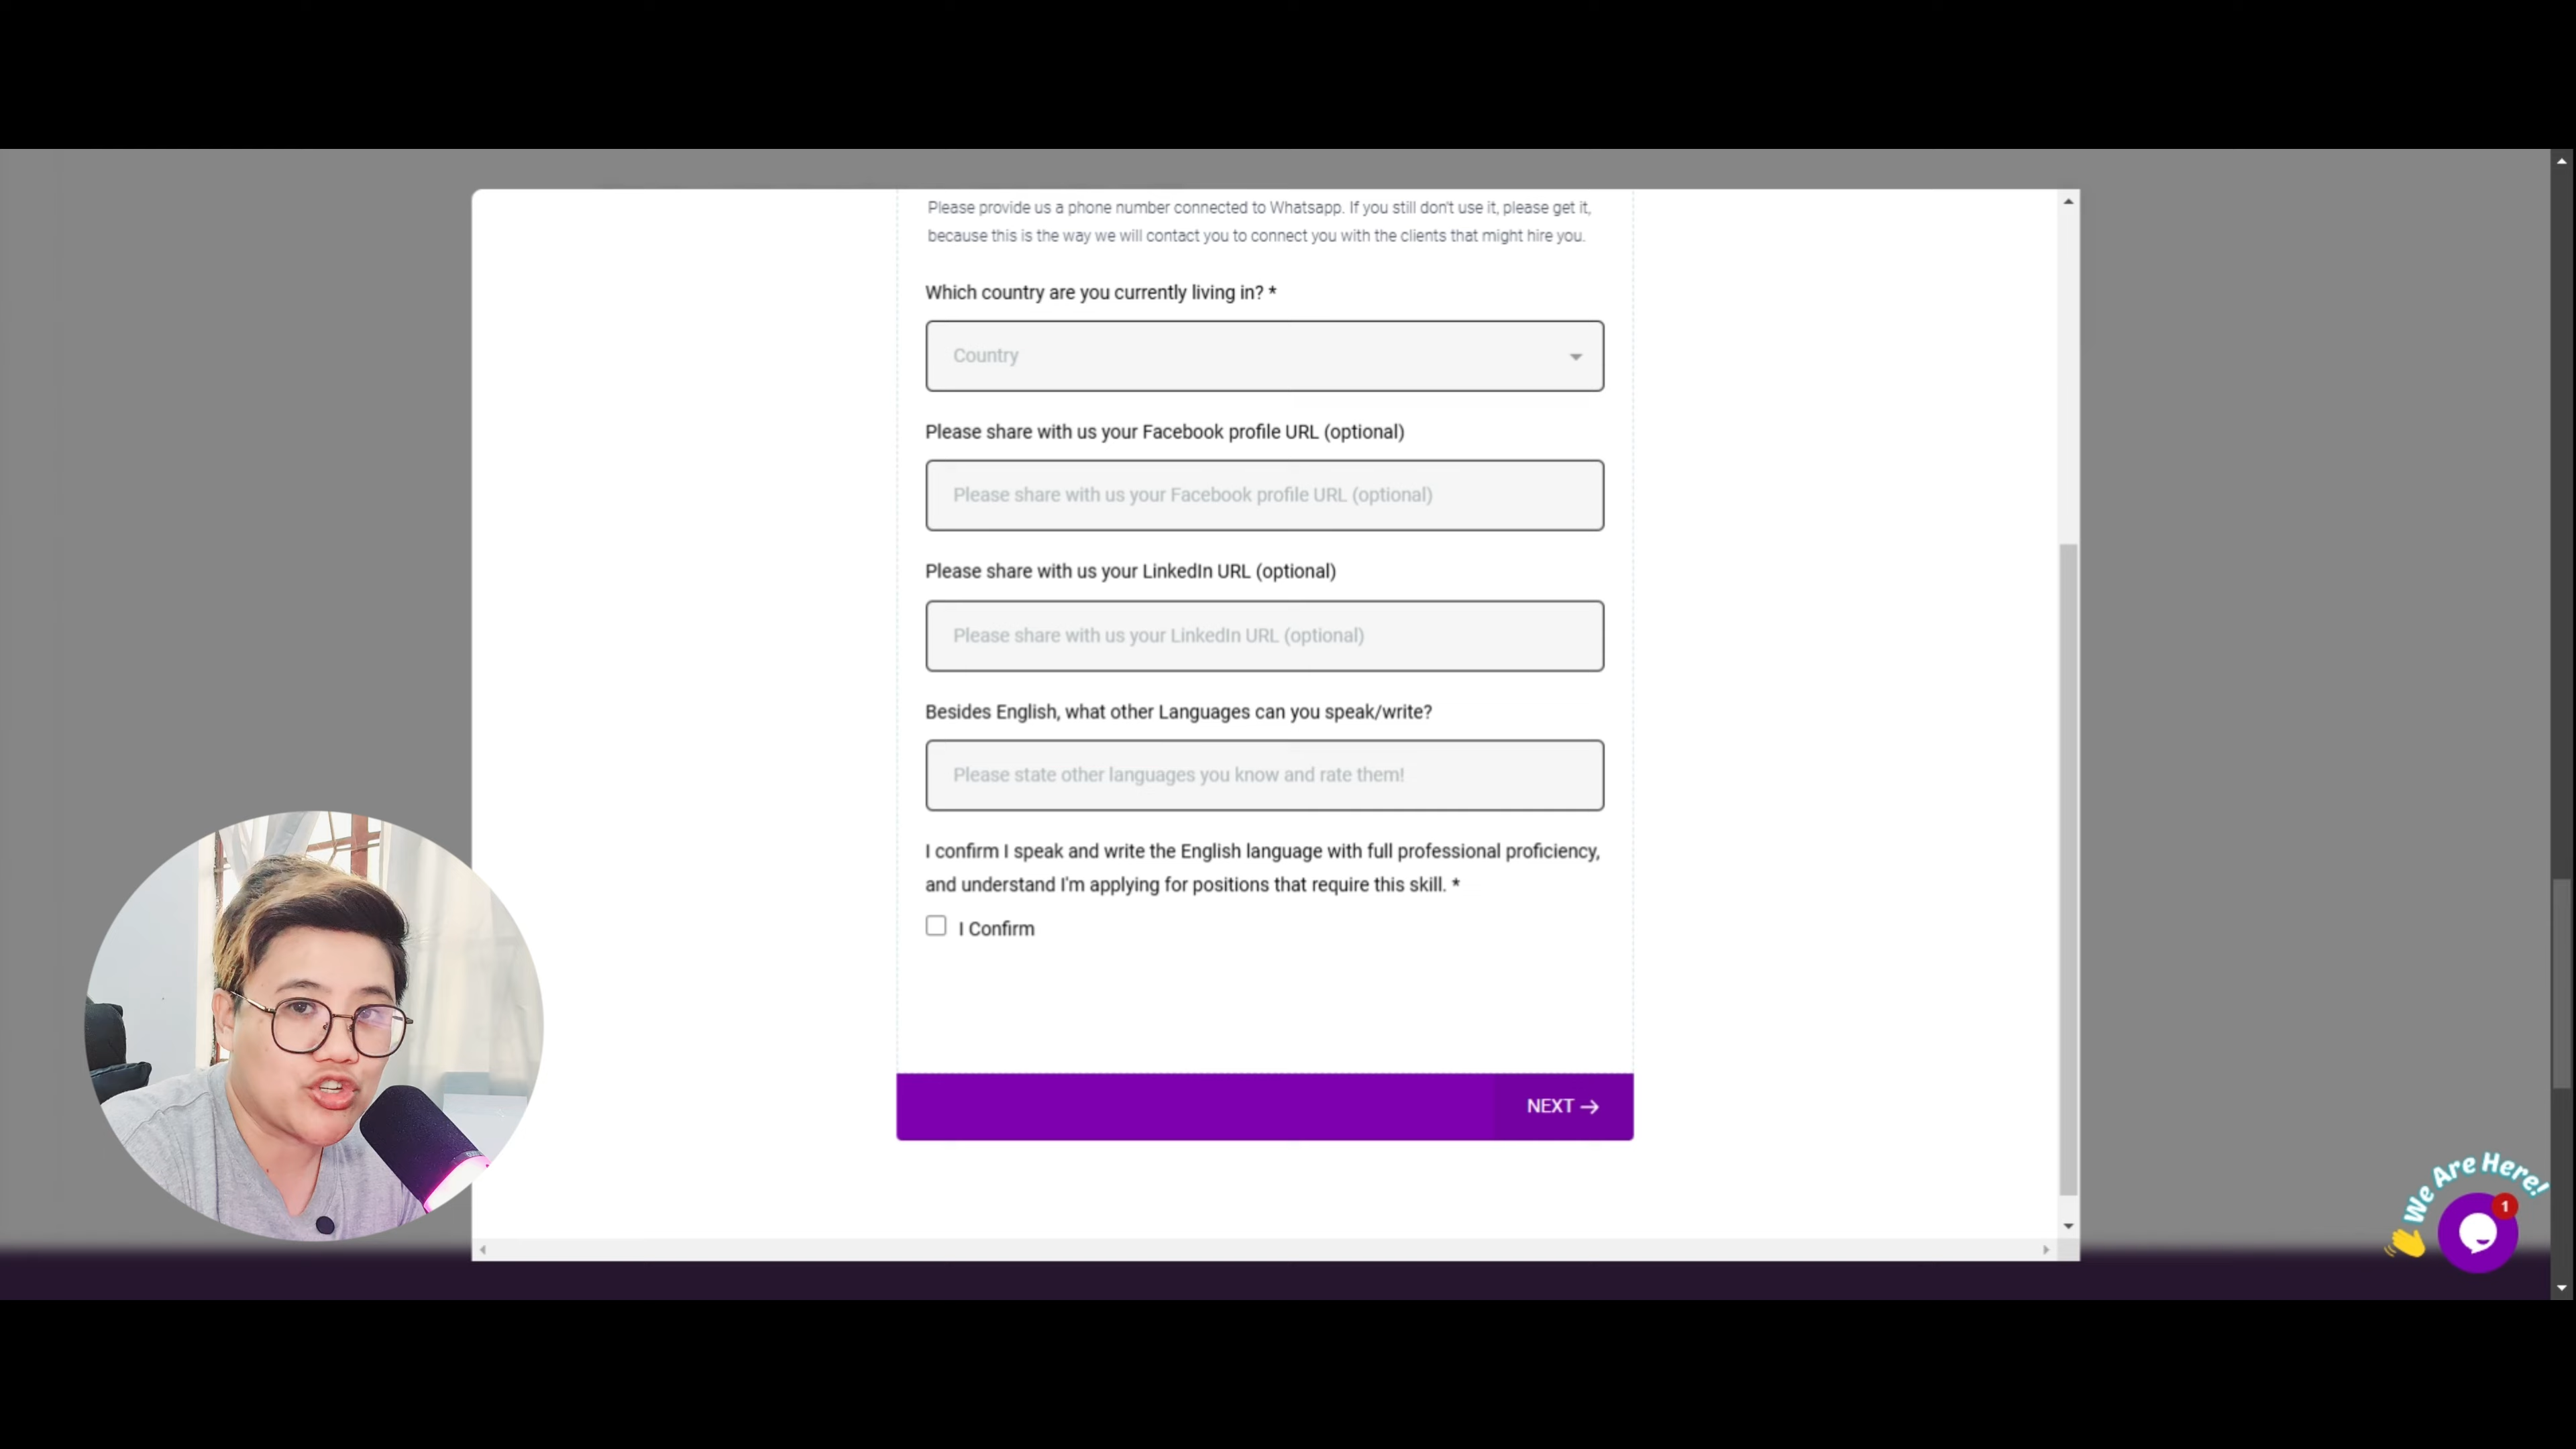 Please provide us a phone number connected to Whatsapp. If you still don't use it, please get it,
because this is the way we will contact you to connect you with the clients that might hire you.
Which country are you currently living in? *
Country
Please share with us your Facebook profile URL (optional)
Please share with us your Facebook profile URL (optional)
Please share with us your LinkedIn URL (optional)
Please share with us your LinkedIn URL (optional)
Besides English, what other Languages can you speak/write?
Please state other languages you know and rate them!
I confirm I speak and write the English language with full professional proficiency,
and understand I'm applying for positions that require this skill. *
I Confirm
NEXT →
We Are Here!
1